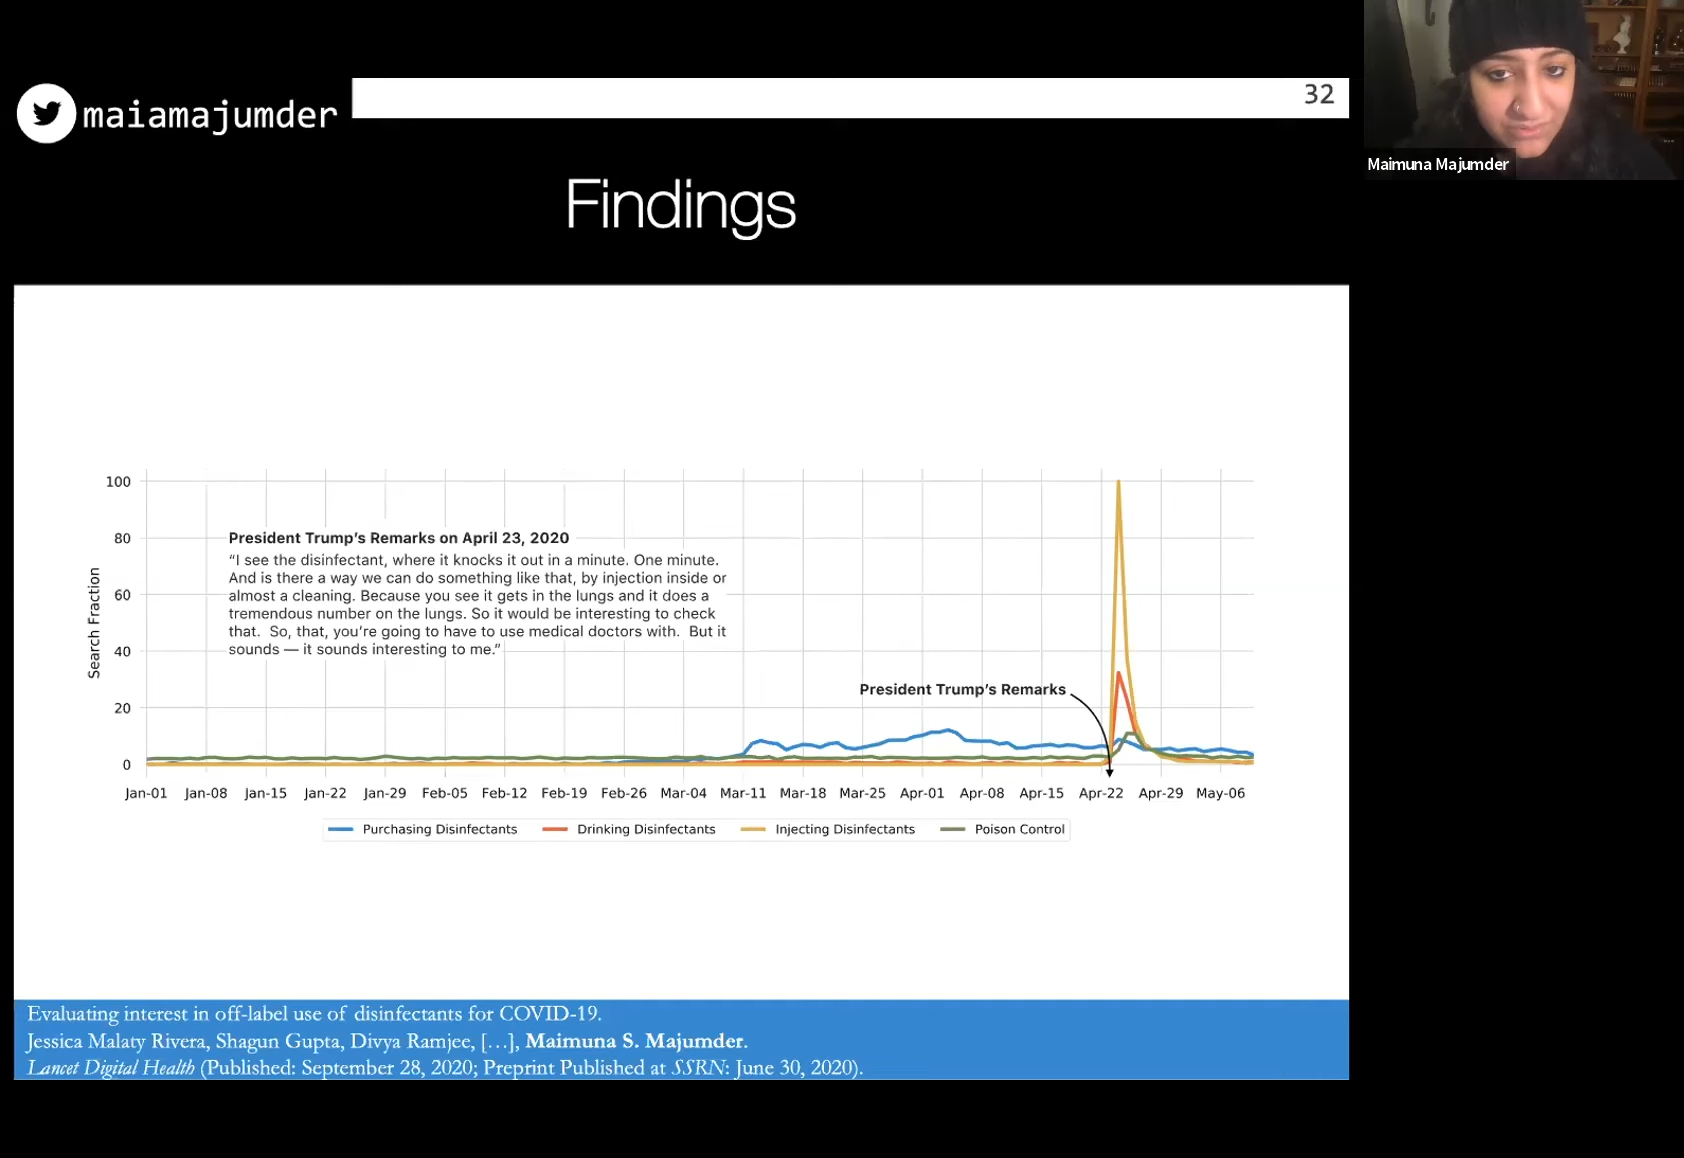 maiamajumder
32
Maimuna Majumder
Findings
100
80
60
40
20
0
Search Fraction
President Trump’s Remarks on April 23, 2020
“I see the disinfectant, where it knocks it out in a minute. One minute.
And is there a way we can do something like that, by injection inside or
almost a cleaning. Because you see it gets in the lungs and it does a
tremendous number on the lungs. So it would be interesting to check
that.  So, that, you’re going to have to use medical doctors with.  But it
sounds — it sounds interesting to me.”
President Trump’s Remarks
Jan-01 Jan-08 Jan-15 Jan-22 Jan-29 Feb-05 Feb-12 Feb-19 Feb-26 Mar-04 Mar-11 Mar-18 Mar-25 Apr-01 Apr-08 Apr-15 Apr-22 Apr-29 May-06
Purchasing Disinfectants Drinking Disinfectants Injecting Disinfectants Poison Control
Evaluating interest in off-label use of disinfectants for COVID-19.
Jessica Malaty Rivera, Shagun Gupta, Divya Ramjee, […], Maimuna S. Majumder.
Lancet Digital Health (Published: September 28, 2020; Preprint Published at SSRN: June 30, 2020).